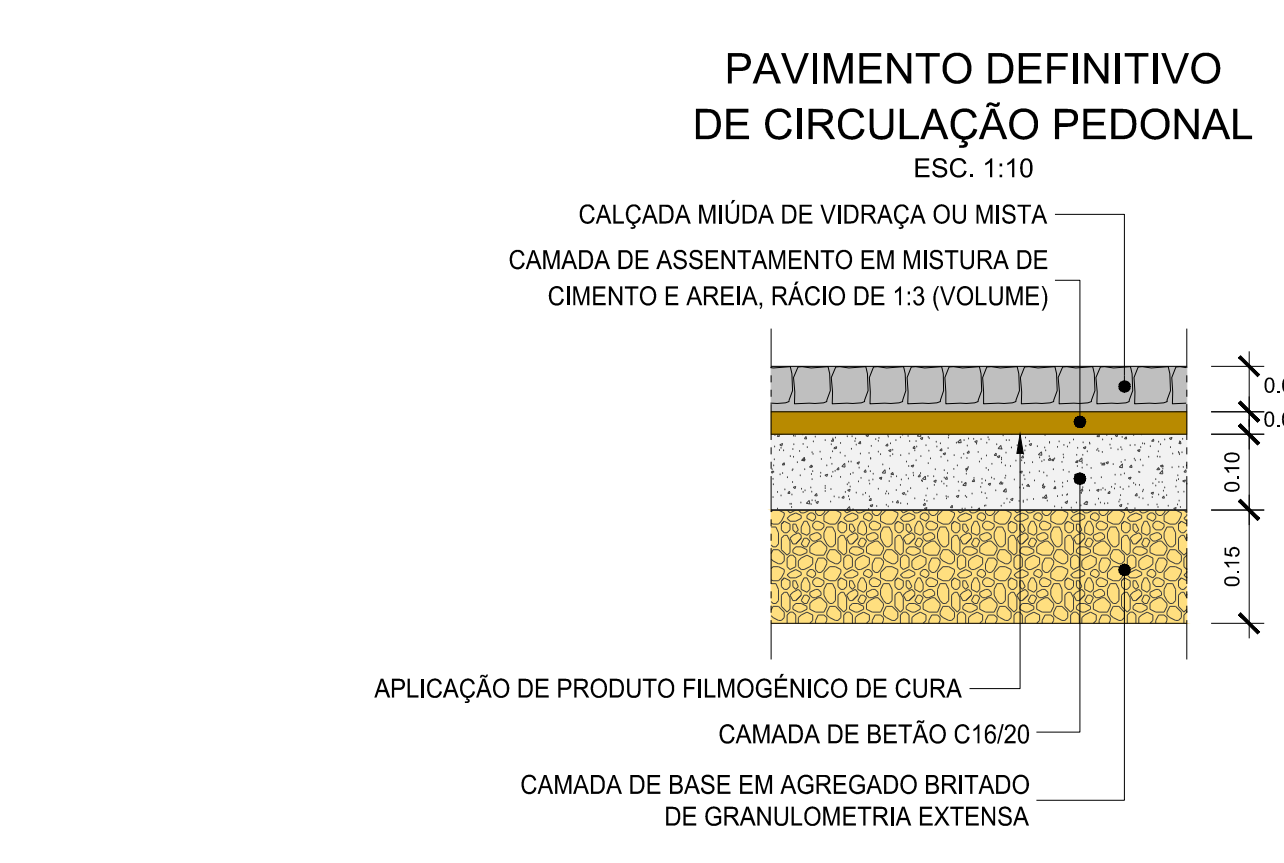 PAVIMENTO DEFINITIVO
DE CIRCULAÇÃO PEDONAL
ESC. 1:10
CALÇADA MIÚDA DE VIDRAÇA OU MISTA
CAMADA DE ASSENTAMENTO EM MISTURA DE
CIMENTO E AREIA, RÁCIO DE 1:3 (VOLUME)
0.10
0.15
APLICAÇÃO DE PRODUTO FILMOGÉNICO DE CURA
CAMADA DE BETÃO C16/20
CAMADA DE BASE EM AGREGADO BRITADO
DE GRANULOMETRIA EXTENSA